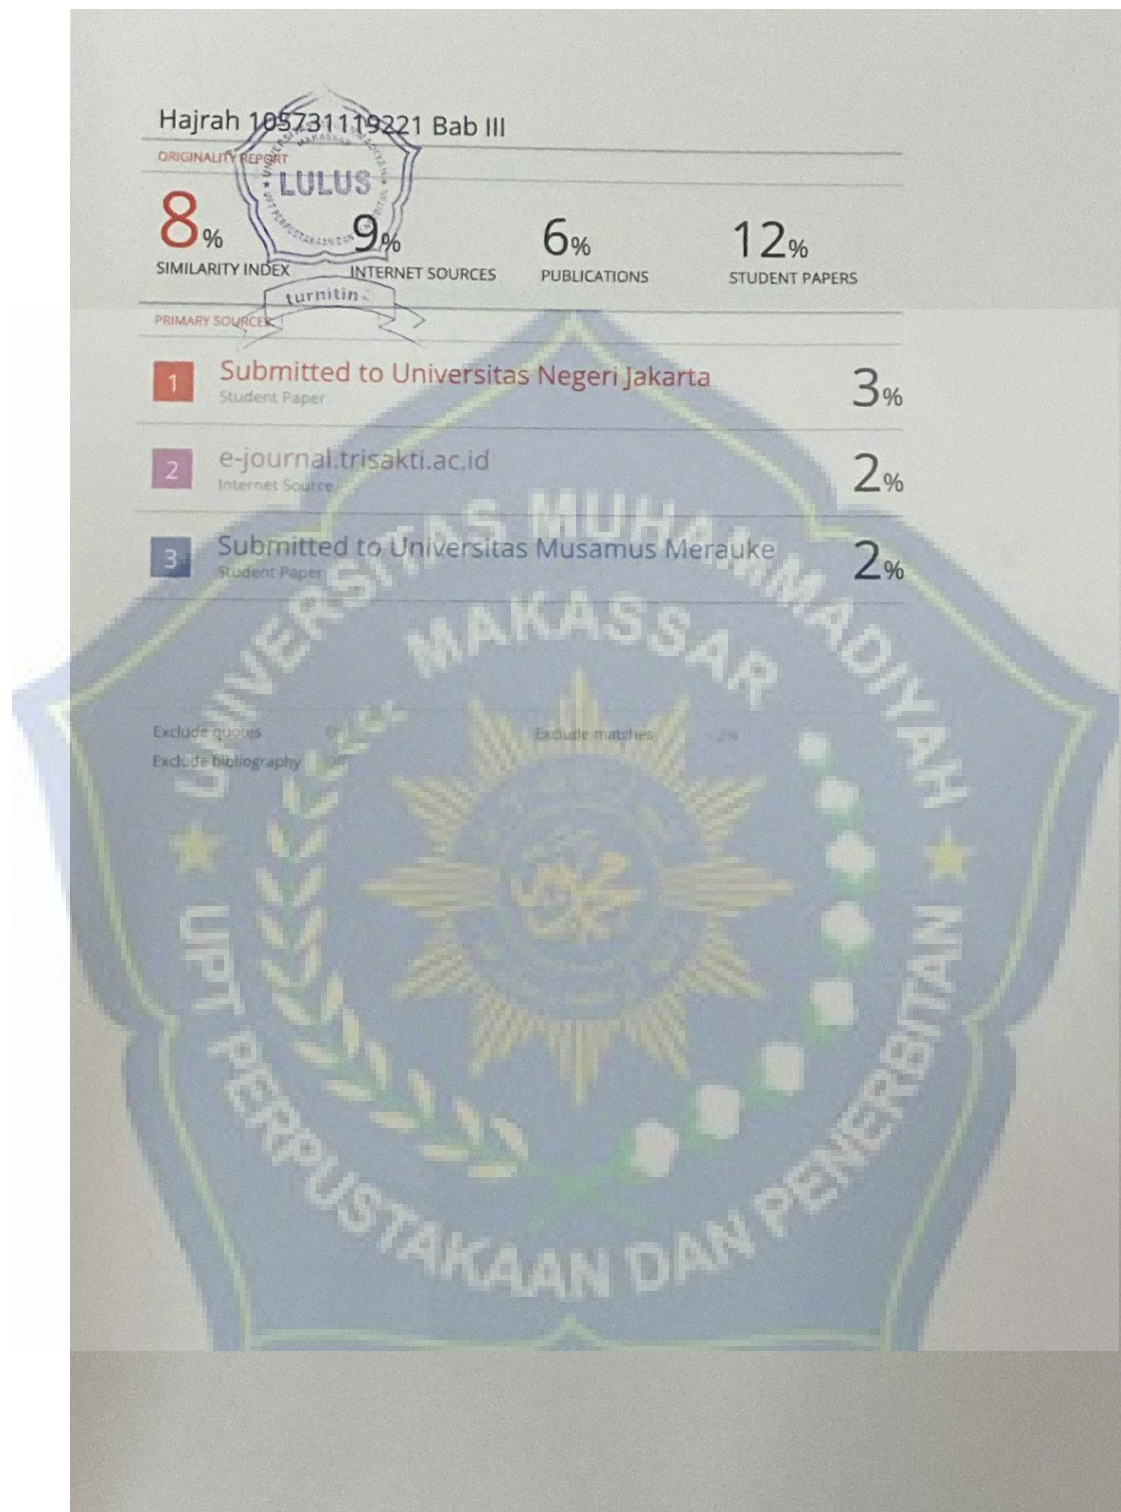 Hajrah 105731119221 Bab III
ORIGINALITY REPORT
LULUS
8%
SIMILARITY INDEX
9%
INTERNET SOURCES
6%
PUBLICATIONS
12%
STUDENT PAPERS
turnitin
PRIMARY SOURCES
1 Submitted to Universitas Negeri Jakarta 3%
Student Paper
2 e-journal.trisakti.ac.id 2%
Internet Source
3 Submitted to Universitas Musamus Merauke 2%
Student Paper
Exclude quotes
Exclude matches < 2%
Exclude bibliography
UNIVERSITAS MUHAMMADIYAH
MAKASSAR
UPT PERPUSTAKAAN DAN PENERBITAN